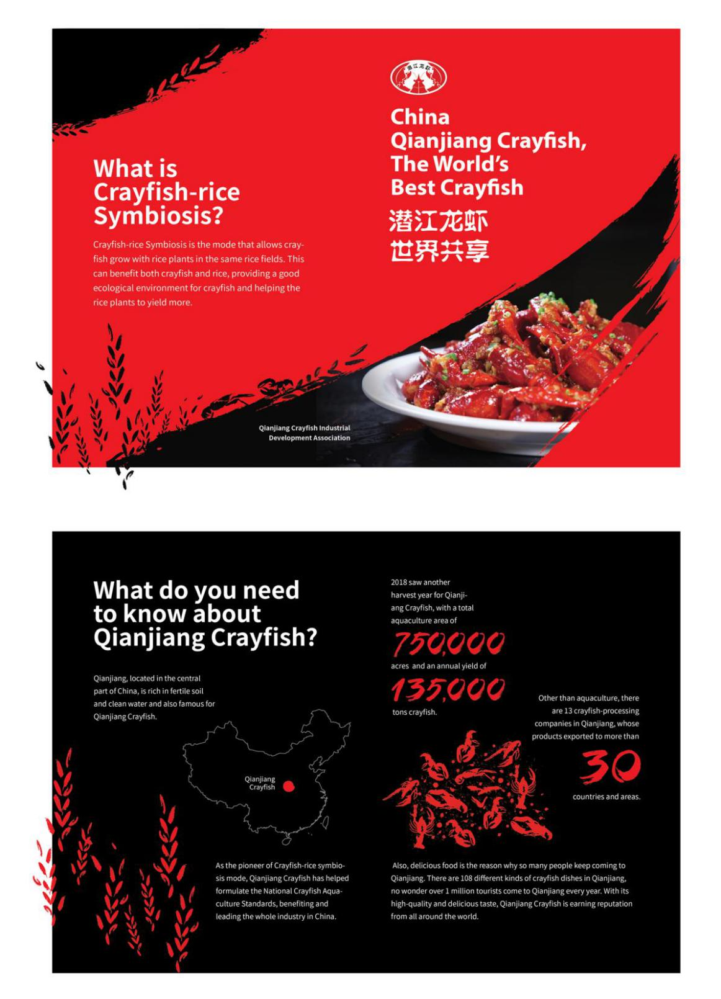 What is
Crayfish-rice
Symbiosis?
Crayfish-rice Symbiosis is the mode that allows cray-
fish grow with rice plants in the same rice fields. This
can benefit both crayfish and rice, providing a good
ecological environment for crayfish and helping the
rice plants to yield more.
Qianjiang Crayfish Industrial
Development Association
潜江龙虾
China
Qianjiang Crayfish,
The World’s
Best Crayfish
潜江龙虾
世界共享
What do you need
to know about
Qianjiang Crayfish?
Qianjiang, located in the central
part of China, is rich in fertile soil
and clean water and also famous for
Qianjiang Crayfish.
Qianjiang
Crayfish
As the pioneer of Crayfish-rice symbio-
sis mode, Qianjiang Crayfish has helped
formulate the National Crayfish Aqua-
culture Standards, benefiting and
leading the whole industry in China.
2018 saw another
harvest year for Qianji-
ang Crayfish, with a total
aquaculture area of
750,000
acres and an annual yield of
135,000
tons crayfish.
Other than aquaculture, there
are 13 crayfish-processing
companies in Qianjiang, whose
products exported to more than
30
countries and areas.
Also, delicious food is the reason why so many people keep coming to
Qianjiang. There are 108 different kinds of crayfish dishes in Qianjiang,
no wonder over 1 million tourists come to Qianjiang every year. With its
high-quality and delicious taste, Qianjiang Crayfish is earning reputation
from all around the world.